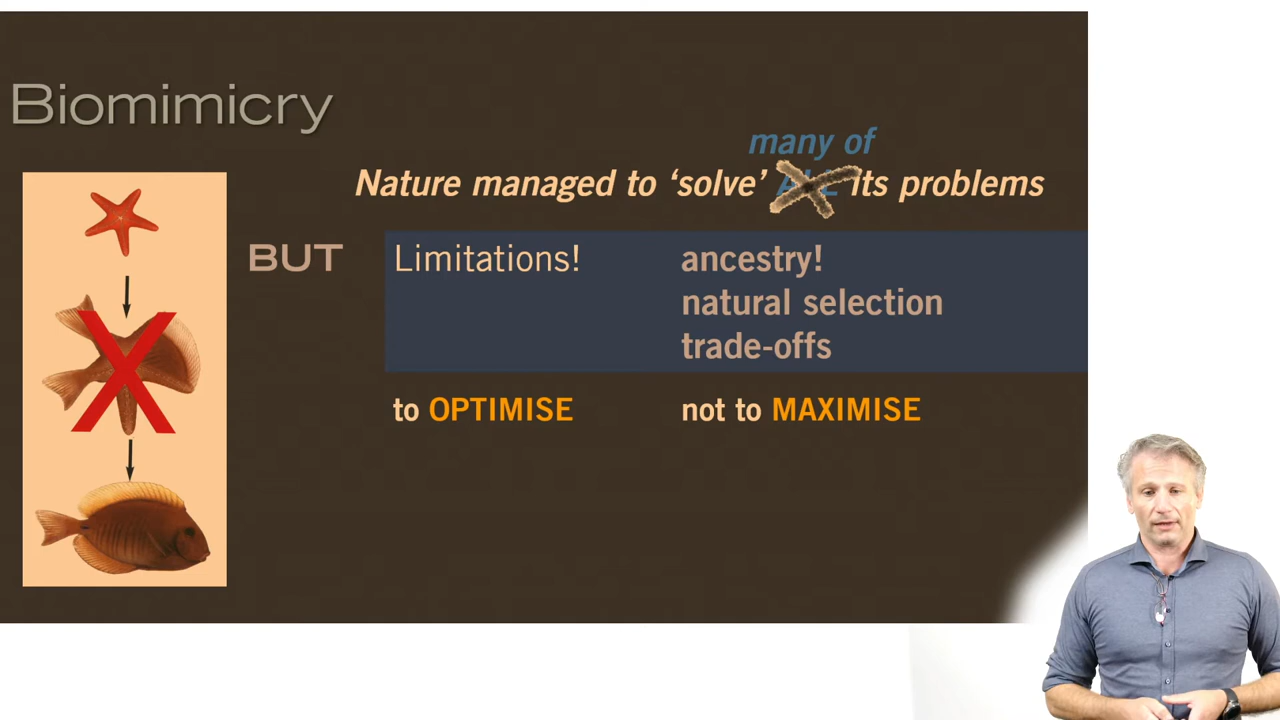 Biomimicry
many of
Nature managed to ‘solve’ its problems
BUT
Limitations!
ancestry!
natural selection
trade-offs
to OPTIMISE
not to MAXIMISE